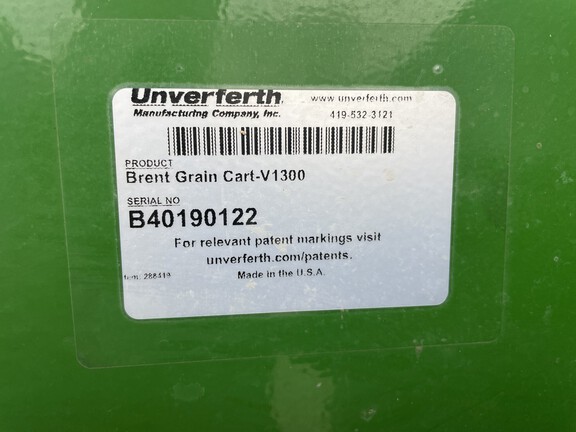 Unverferth
www.unverferth.com
Manufacturing Company, Inc.
419-532-3121
PRODUCT
Brent Grain Cart-V1300
SERIAL NO
B40190122
For relevant patent markings visit
unverferth.com/patents.
Made in the U.S.A.